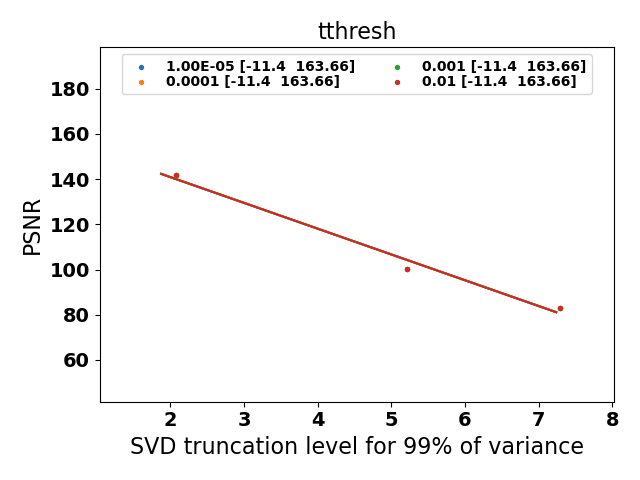 tthresh
1.00E-05 [-11.4  163.66]
0.0001 [-11.4  163.66]
0.001 [-11.4  163.66]
0.01 [-11.4  163.66]
180
160
140
120
100
80
60
PSNR
2 3 4 5 6 7 8
SVD truncation level for 99% of variance